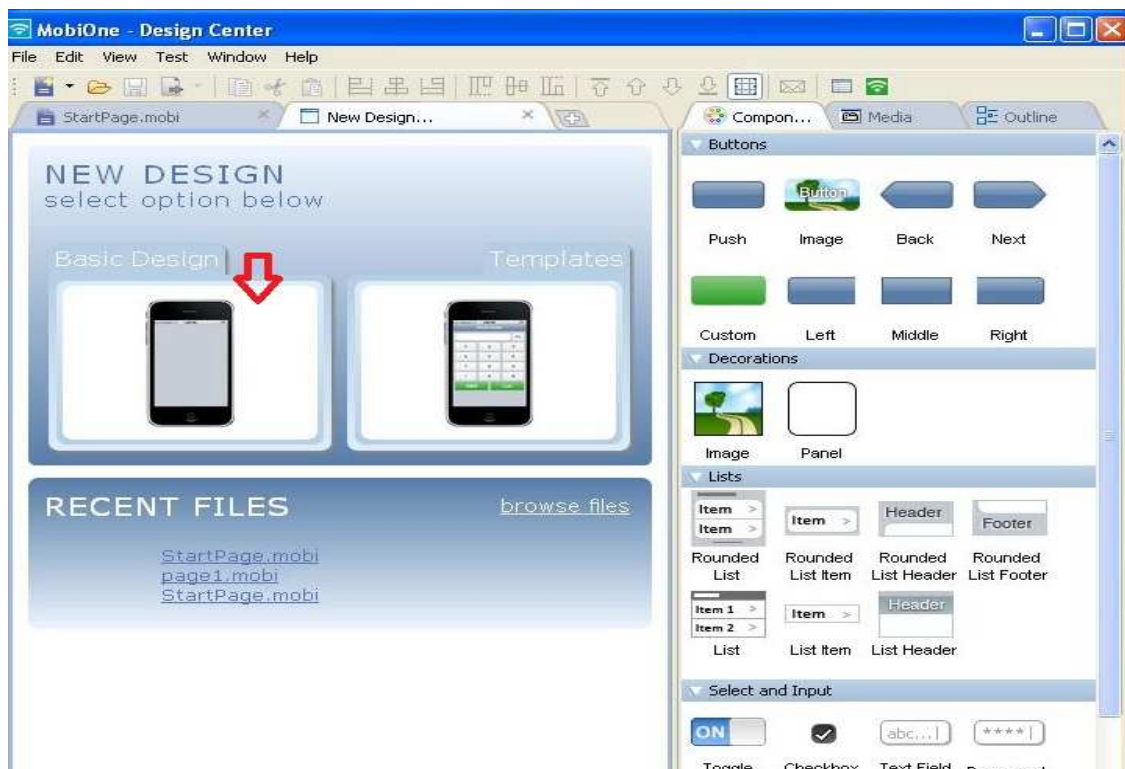 MobiOne - Design Center
File Edit View Test Window Help
StartPage.mobi
New Design...
Compon...
Media
Outline
NEW DESIGN
select option below
Basic Design
Templates
RECENT FILES
browse files
StartPage.mobi
page1.mobi
StartPage.mobi
Buttons
Button
Push Image Back Next
Custom Left Middle Right
Decorations
Image Panel
Lists
Item >
Item >
Item >
Header
Footer
Rounded List
Rounded List Item
Rounded List Header
Rounded List Footer
Item 1 >
Item 2 >
Item >
Header
List List Item List Header
Select and Input
ON
abc...|
****|
Toggle Checkbox Text Field